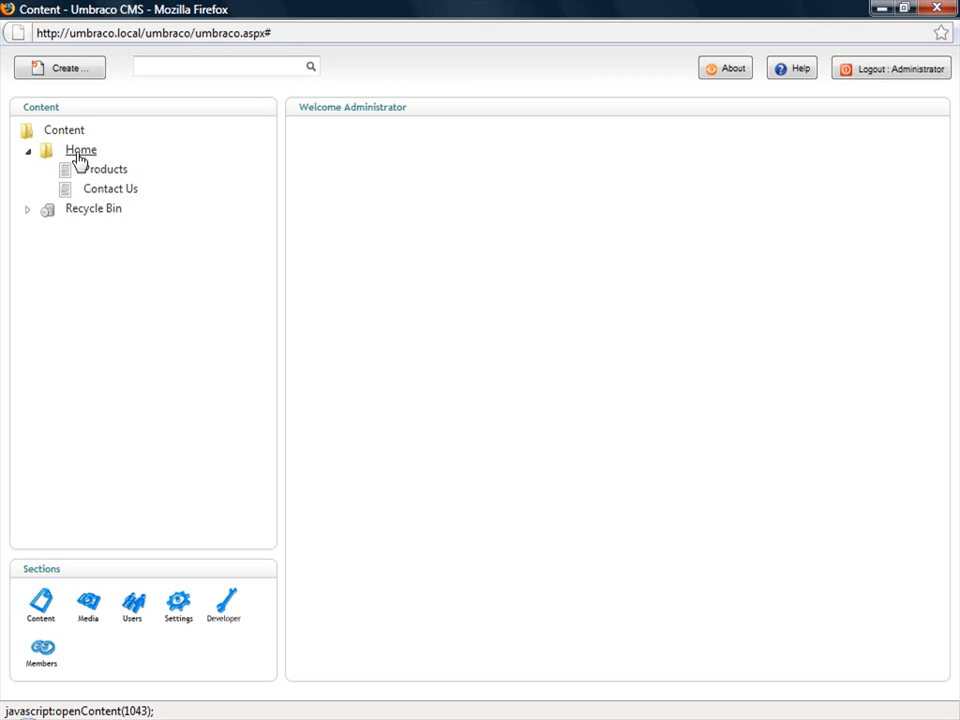 Content - Umbraco CMS - Mozilla Firefox
http://umbraco.local/umbraco/umbraco.aspx#
Create ...
About
Help
Logout : Administrator
Content
Welcome Administrator
Content
Home
Products
Contact Us
Recycle Bin
Sections
Content
Media
Users
Settings
Developer
Members
javascript:openContent(1043);